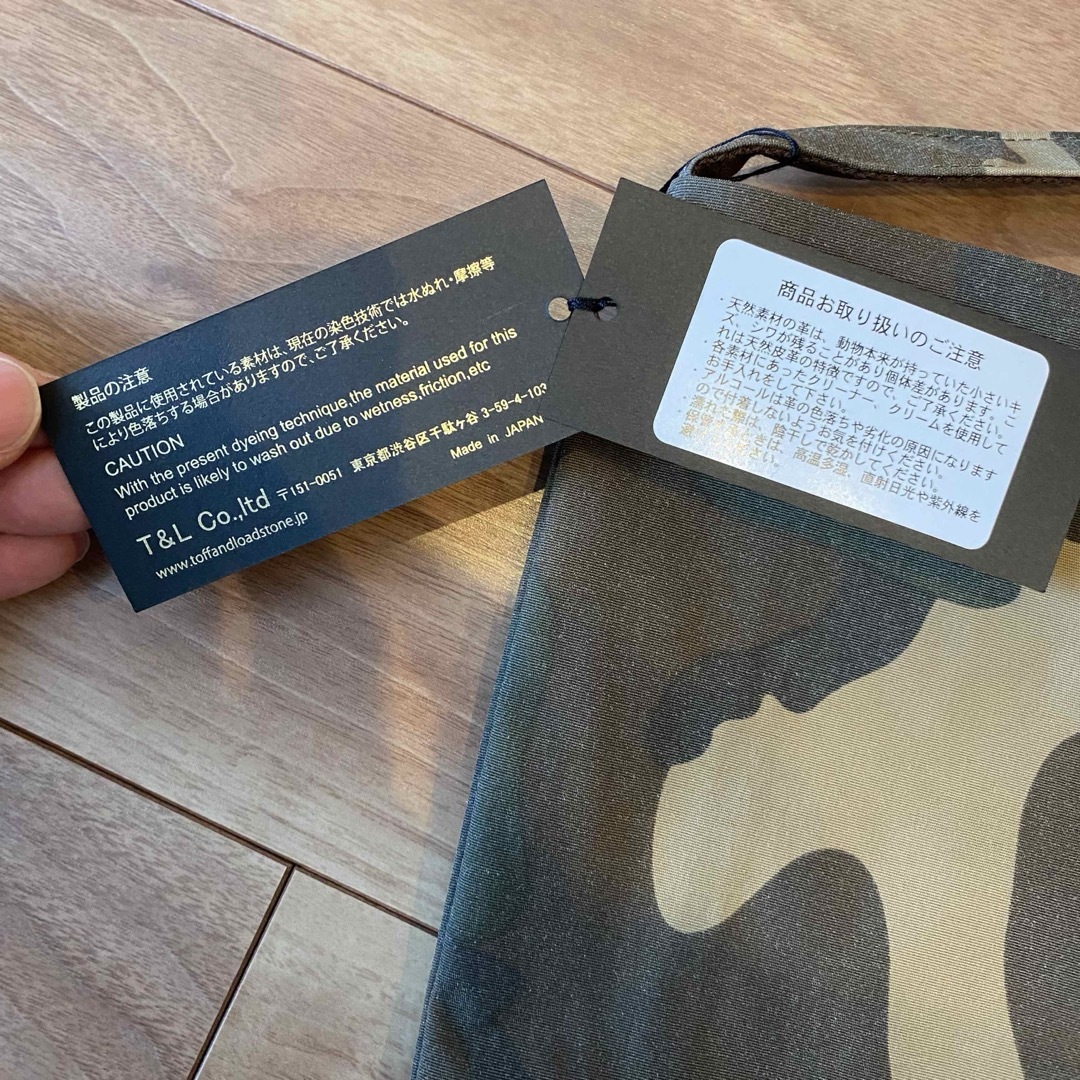 製品の注意
この製品に使用されている素材は、現在の染色技術では水ぬれ・摩擦等
により色落ちする場合がありますので、ご了承ください。
CAUTION
With the present dyeing technique,the material used for this
product is likely to wash out due to wetness,friction,etc
T&L Co.,ltd 〒151-0051 東京都渋谷区千駄ヶ谷 3-59-4-103
www.toffandloadstone.jp
Made in JAPAN
商品お取り扱いのご注意
・天然素材の革は、動物本来が持っていた小さいキ
ズ、シワが残ることがあり個体差があります。こ
れは天然皮革の特徴ですので、ご了承ください。
・各素材にあったクリーナー、クリームを使用して
お手入れをして下さい。
・アルコールは革の色落ちや劣化の原因になります
ので付着しないようお気を付けください。
・濡れた際は、陰干しで乾かしてください。
・保管するときは、高温多湿、直射日光や紫外線を
避けてください。